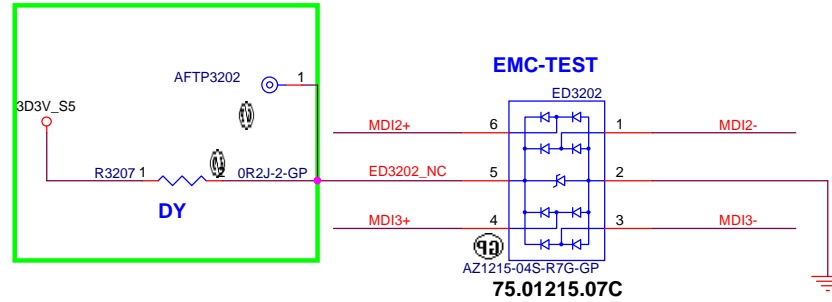 EMC-TEST
AFTP3202
1
ED3202
3D3V_S5
MDI2+
6
1
MDI2-
R3207
1
2
0R2J-2-GP
ED3202_NC
5
2
DY
MDI3+
4
3
MDI3-
AZ1215-04S-R7G-GP
75.01215.07C